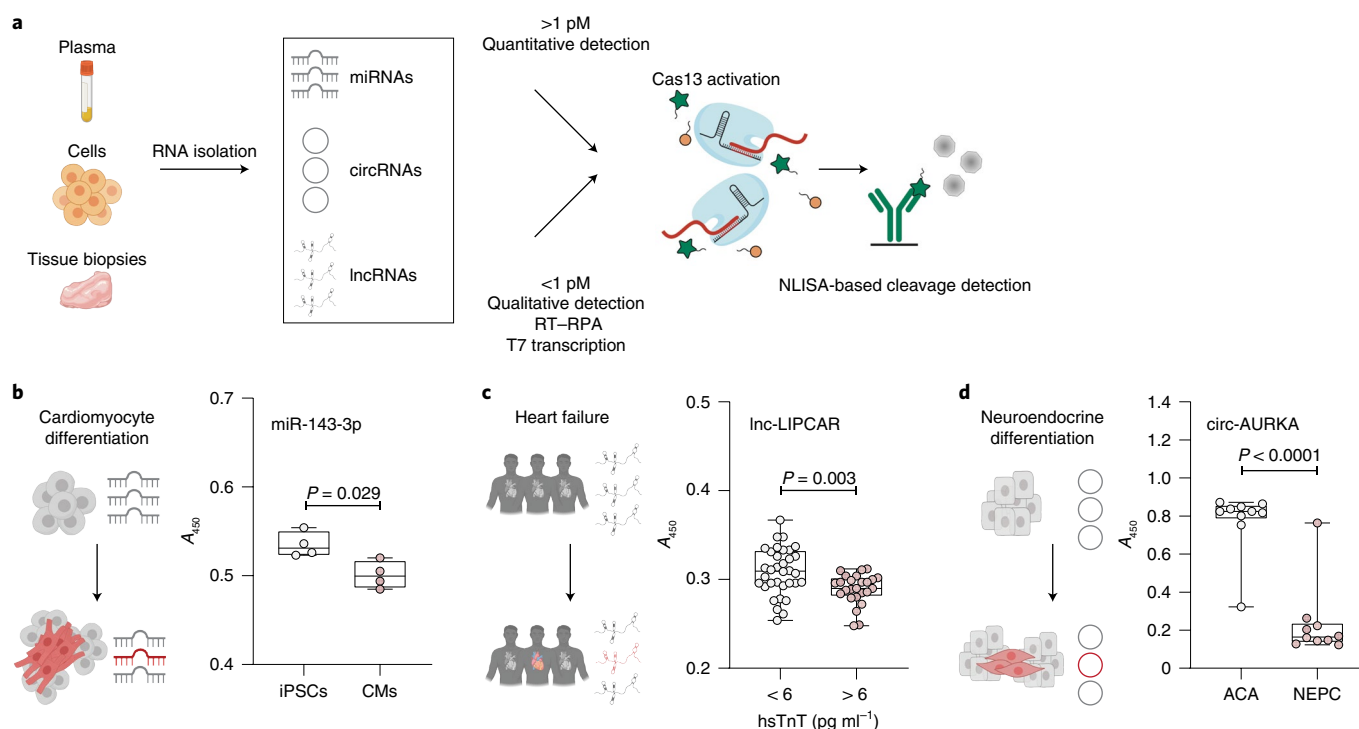 a
Plasma
Cells
Tissue biopsies
RNA isolation
miRNAs
circRNAs
lncRNAs
>1 pM
Quantitative detection
<1 pM
Qualitative detection
RT–RPA
T7 transcription
Cas13 activation
NLISA-based cleavage detection
b
Cardiomyocyte
differentiation
0.7
0.6
0.5
0.4
A450
miR-143-3p
P = 0.029
iPSCs
CMs
c
Heart failure
0.5
0.4
0.3
0.2
A450
lnc-LIPCAR
P = 0.003
< 6
> 6
hsTnT (pg ml−1)
d
Neuroendocrine
differentiation
1.4
1.2
1.0
0.8
0.6
0.4
0.2
0
A450
circ-AURKA
P < 0.0001
ACA
NEPC